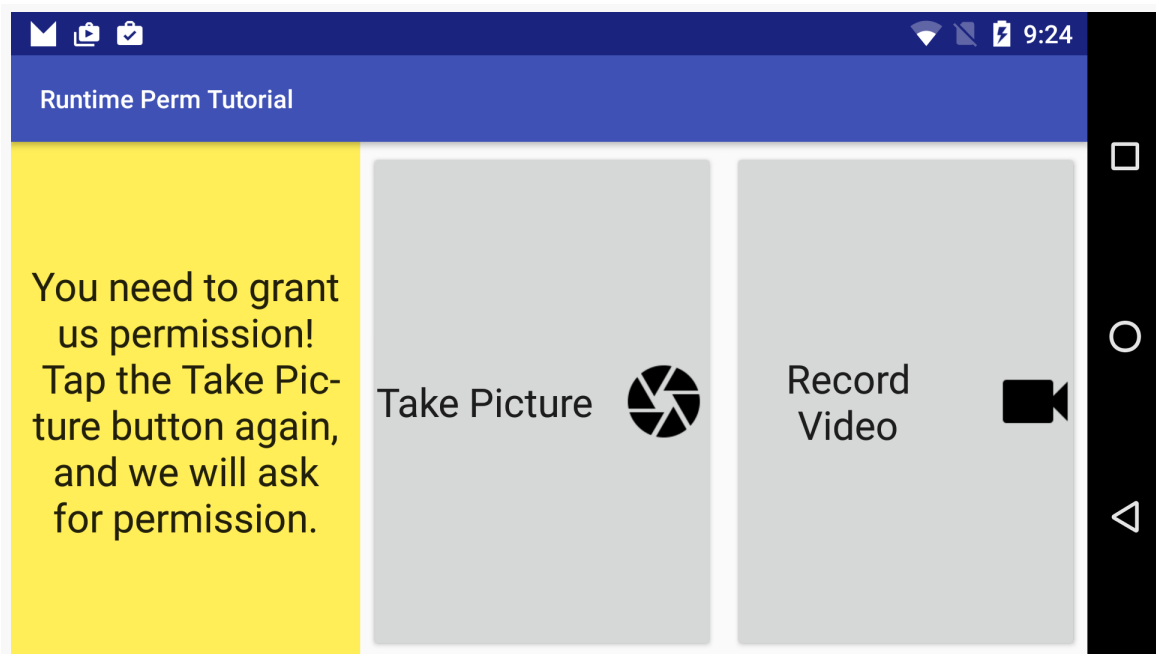 9:24
Runtime Perm Tutorial
You need to grant
us permission!
Tap the Take Pic-
ture button again,
and we will ask
for permission.
Take Picture
Record
Video